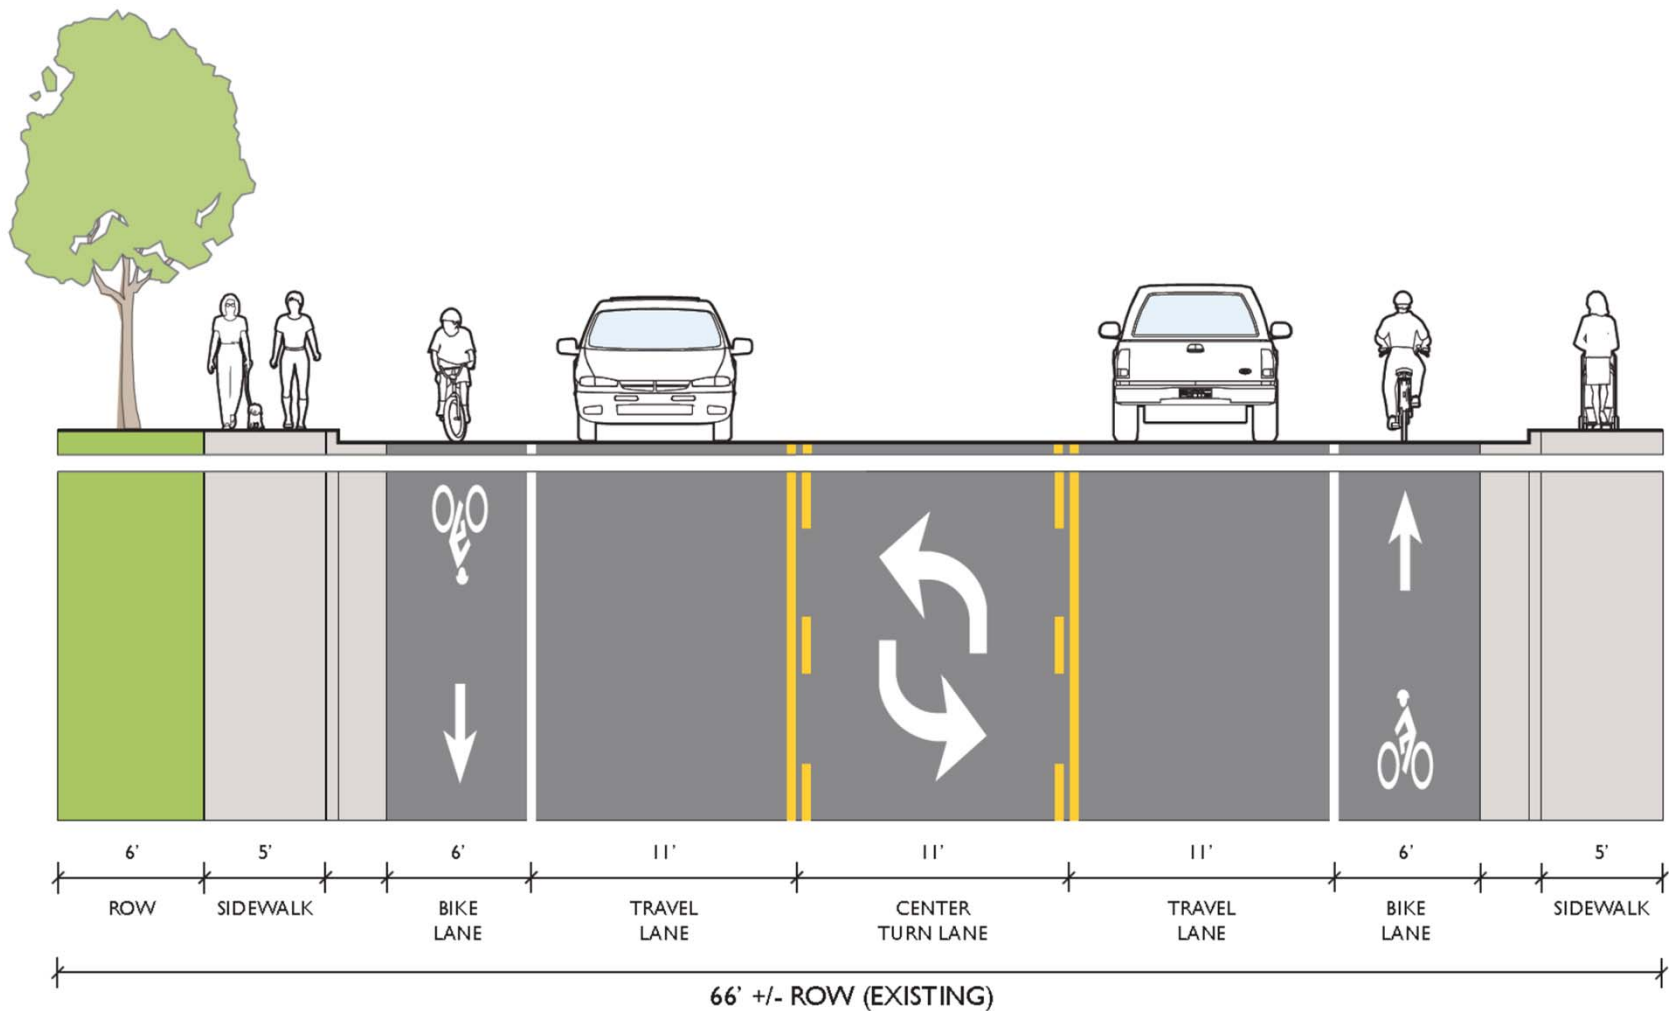 6' 5' 6' 11' 11' 11' 6' 5'
ROW SIDEWALK BIKE TRAVEL CENTER TRAVEL BIKE SIDEWALK
LANE LANE TURN LANE LANE LANE
66' +/- ROW (EXISTING)